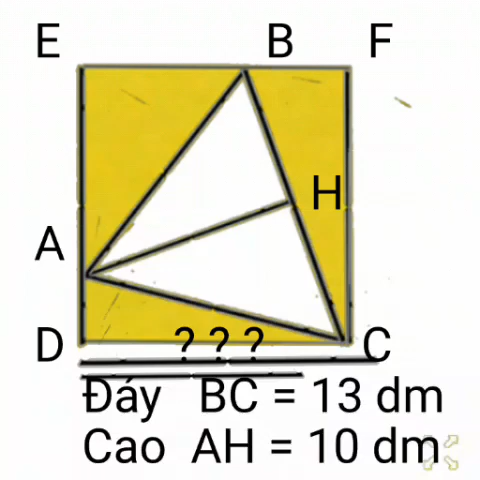 E B F
H
A
D ? ? ? C
Đáy BC = 13 dm
Cao AH = 10 dm